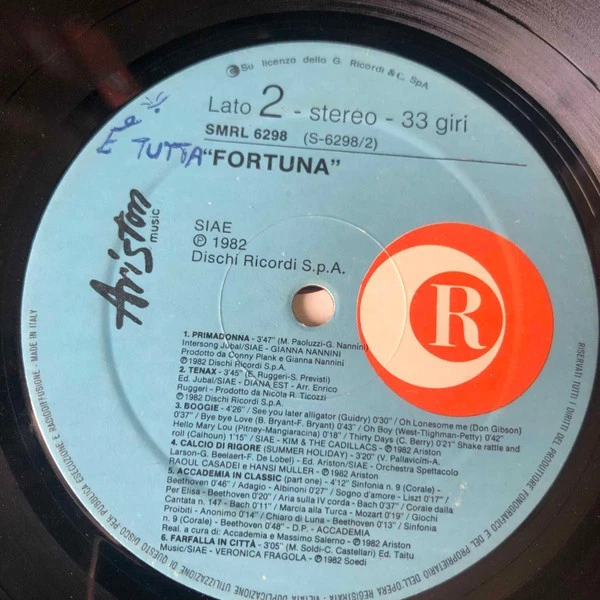 Su licenza della G. Ricordi & C. SpA
Lato 2 - stereo - 33 giri
SMRL 6298 (S-6298/2)
E TUTTA "FORTUNA"
Ariston
music
SIAE
℗ 1982
Dischi Ricordi S.p.A.
R
1. PRIMADONNA - 3'47" (M. Paoluzzi-G. Nannini)
Intersong Jubal/SIAE - GIANNA NANNINI
Prodotto da Conny Plank e Gianna Nannini
℗1982 Dischi Ricordi S.p.A.
2. TENAX - 3'45" (E. Ruggeri-S. Previsti)
Ed. Jubal/SIAE - DIANA EST - Arr. Enrico
Ruggeri - Prodotto da Nicola R. Ticozzi
℗1982 Dischi Ricordi S.p.A.
3. BOOGIE - 4'26" / See you later alligator (Guidry) 0'30" / Oh Lonesome me (Don Gibson)
0'37" / Bye bye Love (B. Bryant-F. Bryant) 0'43" / Oh Boy (West-Tlighman-Petty) 0'42"
Hello Mary Lou (Pitney-Mangiaracina) 0'18" / Thirty Days (C. Berry) 0'21" Shake rattle and
roll (Calhoun) 1'15" / SIAE - KIM & THE CADILLACS - ℗ 1982 Ariston
4. CALCIO DI RIGORE (SUMMER HOLIDAY) - 3'20" (V. Pallavicini-A.
Larson-G. Beelaert-F. De Lobel) - Ed. Ariston/SIAE - Orchestra Spettacolo
RAOUL CASADEI e HANSI MULLER - ℗1982 Ariston
5. ACCADEMIA IN CLASSIC (part one) - 4'12" Sinfonia n. 9 (Corale) -
Beethoven 0'46" / Adagio - Albinoni 0'27" / Sogno d'amore - Liszt 0'17" /
Per Elisa - Beethoven 0'20" / Aria sulla IV corda - Bach 0'37" / Corale dalla
Cantata n. 147 - Bach 0'11" / Marcia alla Turca - Mozart 0'19" / Giochi
Proibiti - Anonimo 0'14" / Chiaro di Luna - Beethoven 0'13" / Sinfonia
n. 9 (Corale) - Beethoven 0'48" - D.P. - ACCADEMIA
Real. a cura di: Accademia e Massimo Salerno - ℗1982 Ariston
6. FARFALLA IN CITTÀ - 3'05" (M. Soldi-C. Castellari) Ed. Taitu
Music/SIAE - VERONICA FRAGOLA - ℗1982 Soedi
RISERVATI TUTTI I DIRITTI DEL PRODUTTORE FONOGRAFICO E DEL PROPRIETARIO DELL'OPERA REGISTRATA - VIETATA DUPLICAZIONE UTILIZZAZIONE DI QUESTO DISCO PER PUBBLICA ESECUZIONE E RADIODIFFUSIONE - MADE IN ITALY